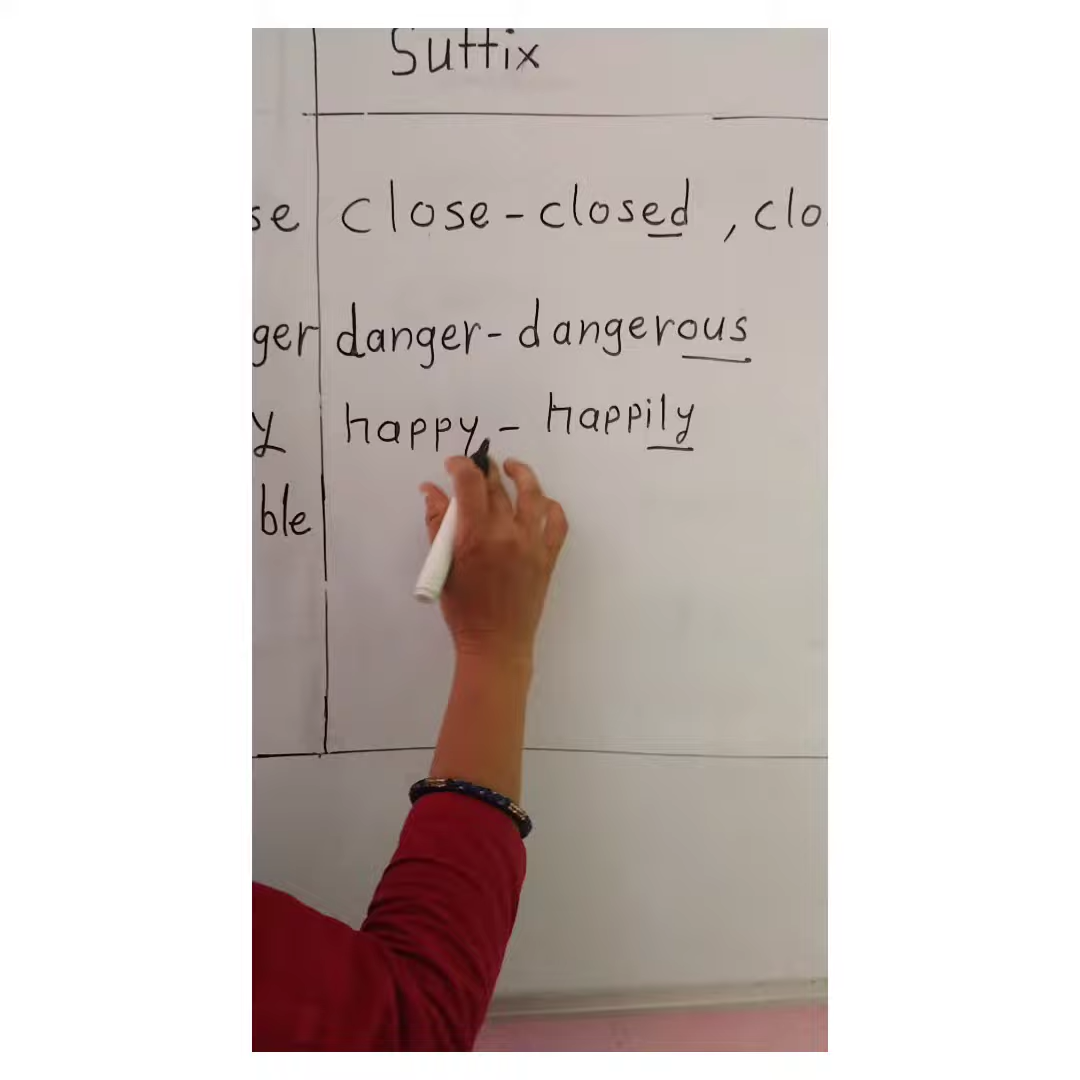 Suffix
se close - closed , clo
ger danger - dangerous
y happy - happily
ble